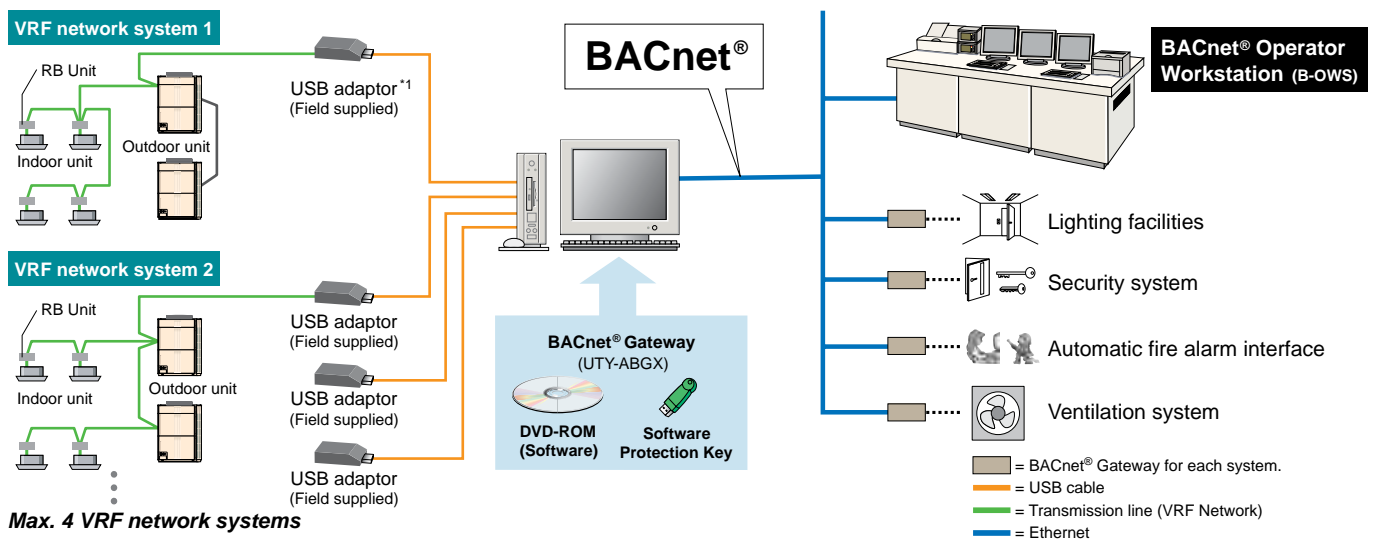 VRF network system 1
RB Unit
Indoor unit
Outdoor unit
USB adaptor*1
(Field supplied)
VRF network system 2
RB Unit
Indoor unit
Outdoor unit
USB adaptor
(Field supplied)
USB adaptor
(Field supplied)
USB adaptor
(Field supplied)
Max. 4 VRF network systems
BACnet®
BACnet® Gateway
(UTY-ABGX)
DVD-ROM
(Software)
Software
Protection Key
BACnet® Operator
Workstation (B-OWS)
Lighting facilities
Security system
Automatic fire alarm interface
Ventilation system
= BACnet® Gateway for each system.
= USB cable
= Transmission line (VRF Network)
= Ethernet